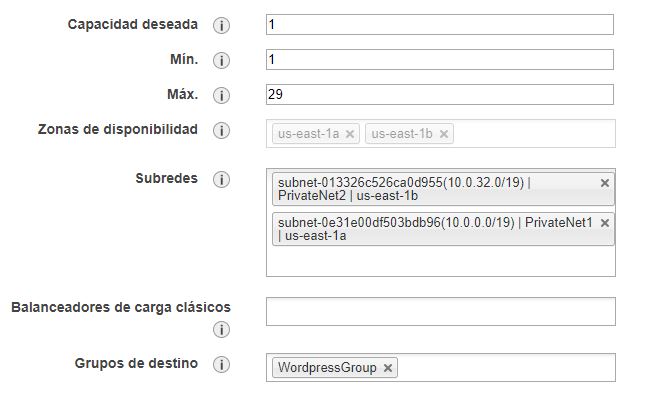 Capacidad deseada
1
Mín.
1
Máx.
29
Zonas de disponibilidad
us-east-1a × us-east-1b ×
Subredes
subnet-013326c526ca0d955(10.0.32.0/19) | ×
PrivateNet2 | us-east-1b
subnet-0e31e00df503bdb96(10.0.0.0/19) | PrivateNet1 ×
| us-east-1a
Balanceadores de carga clásicos
Grupos de destino
WordpressGroup ×